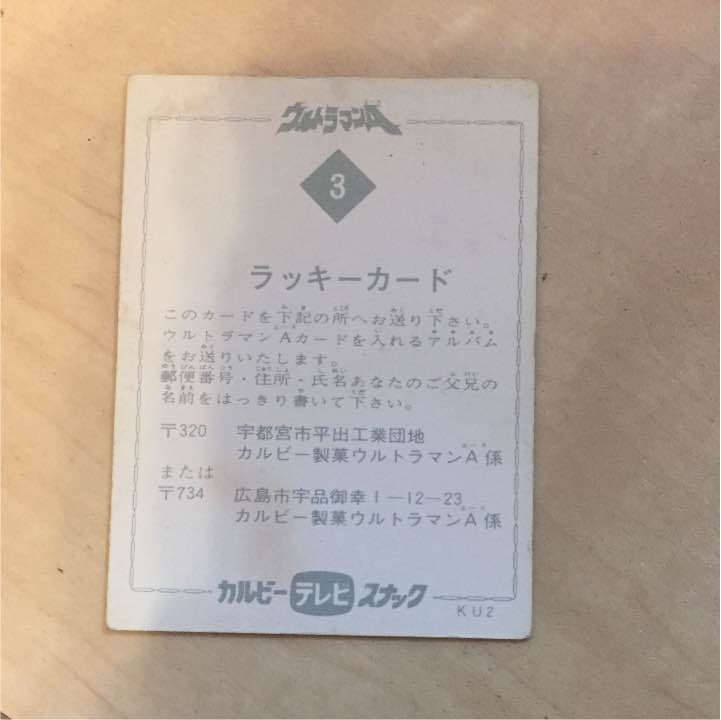 ウルトラマンA
3
ラッキーカード
このカードを下記の所へお送り下さい。
ウルトラマンAカードを入れるアルバム
をお送りいたします。
郵便番号・住所・氏名あなたのご父兄の
名前をはっきり書いて下さい。
〒320 宇都宮市平出工業団地
カルビー製菓ウルトラマンA係
または
〒734 広島市宇品御幸1-12-23
カルビー製菓ウルトラマンA係
カルビー テレビ スナック
KU2